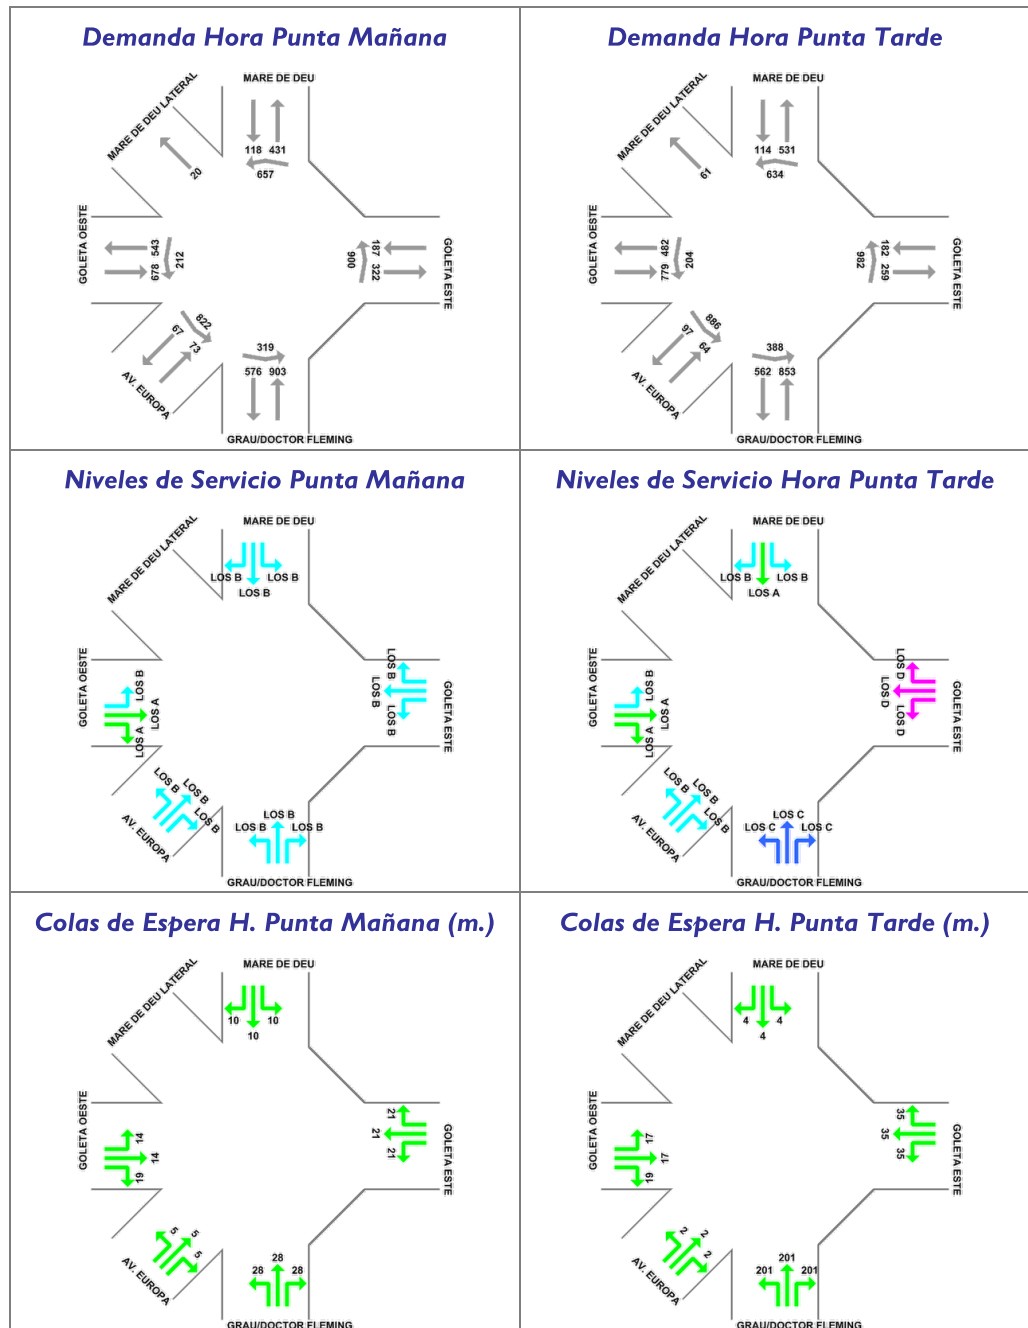 Demanda Hora Punta Mañana
MARE DE DEU
MARE DE DEU LATERAL
118 431
657
20
GOLETA OESTE
543
678
212
900
187
322
GOLETA ESTE
822
67
73
AV. EUROPA
319
576 903
GRAU/DOCTOR FLEMING
Demanda Hora Punta Tarde
MARE DE DEU
MARE DE DEU LATERAL
114 531
634
61
GOLETA OESTE
482
779
204
982
182
259
GOLETA ESTE
886
97
64
AV. EUROPA
388
562 853
GRAU/DOCTOR FLEMING
Niveles de Servicio Punta Mañana
MARE DE DEU
MARE DE DEU LATERAL
LOS B LOS B
LOS B
GOLETA OESTE
LOS B
LOS A
LOS A
LOS B
LOS B
LOS B
GOLETA ESTE
LOS B
LOS B
LOS B
AV. EUROPA
LOS B
LOS B LOS B
GRAU/DOCTOR FLEMING
Niveles de Servicio Hora Punta Tarde
MARE DE DEU
MARE DE DEU LATERAL
LOS B LOS B
LOS A
GOLETA OESTE
LOS B
LOS A
LOS A
LOS D
LOS D
LOS D
GOLETA ESTE
LOS B
LOS B
LOS B
AV. EUROPA
LOS C
LOS C LOS C
GRAU/DOCTOR FLEMING
Colas de Espera H. Punta Mañana (m.)
MARE DE DEU
MARE DE DEU LATERAL
10 10
10
GOLETA OESTE
14
14
19
21
21
21
GOLETA ESTE
5
5
5
AV. EUROPA
28
28 28
GRAU/DOCTOR FLEMING
Colas de Espera H. Punta Tarde (m.)
MARE DE DEU
MARE DE DEU LATERAL
4 4
4
GOLETA OESTE
17
17
19
35
35
35
GOLETA ESTE
2
2
2
AV. EUROPA
201
201 201
GRAU/DOCTOR FLEMING